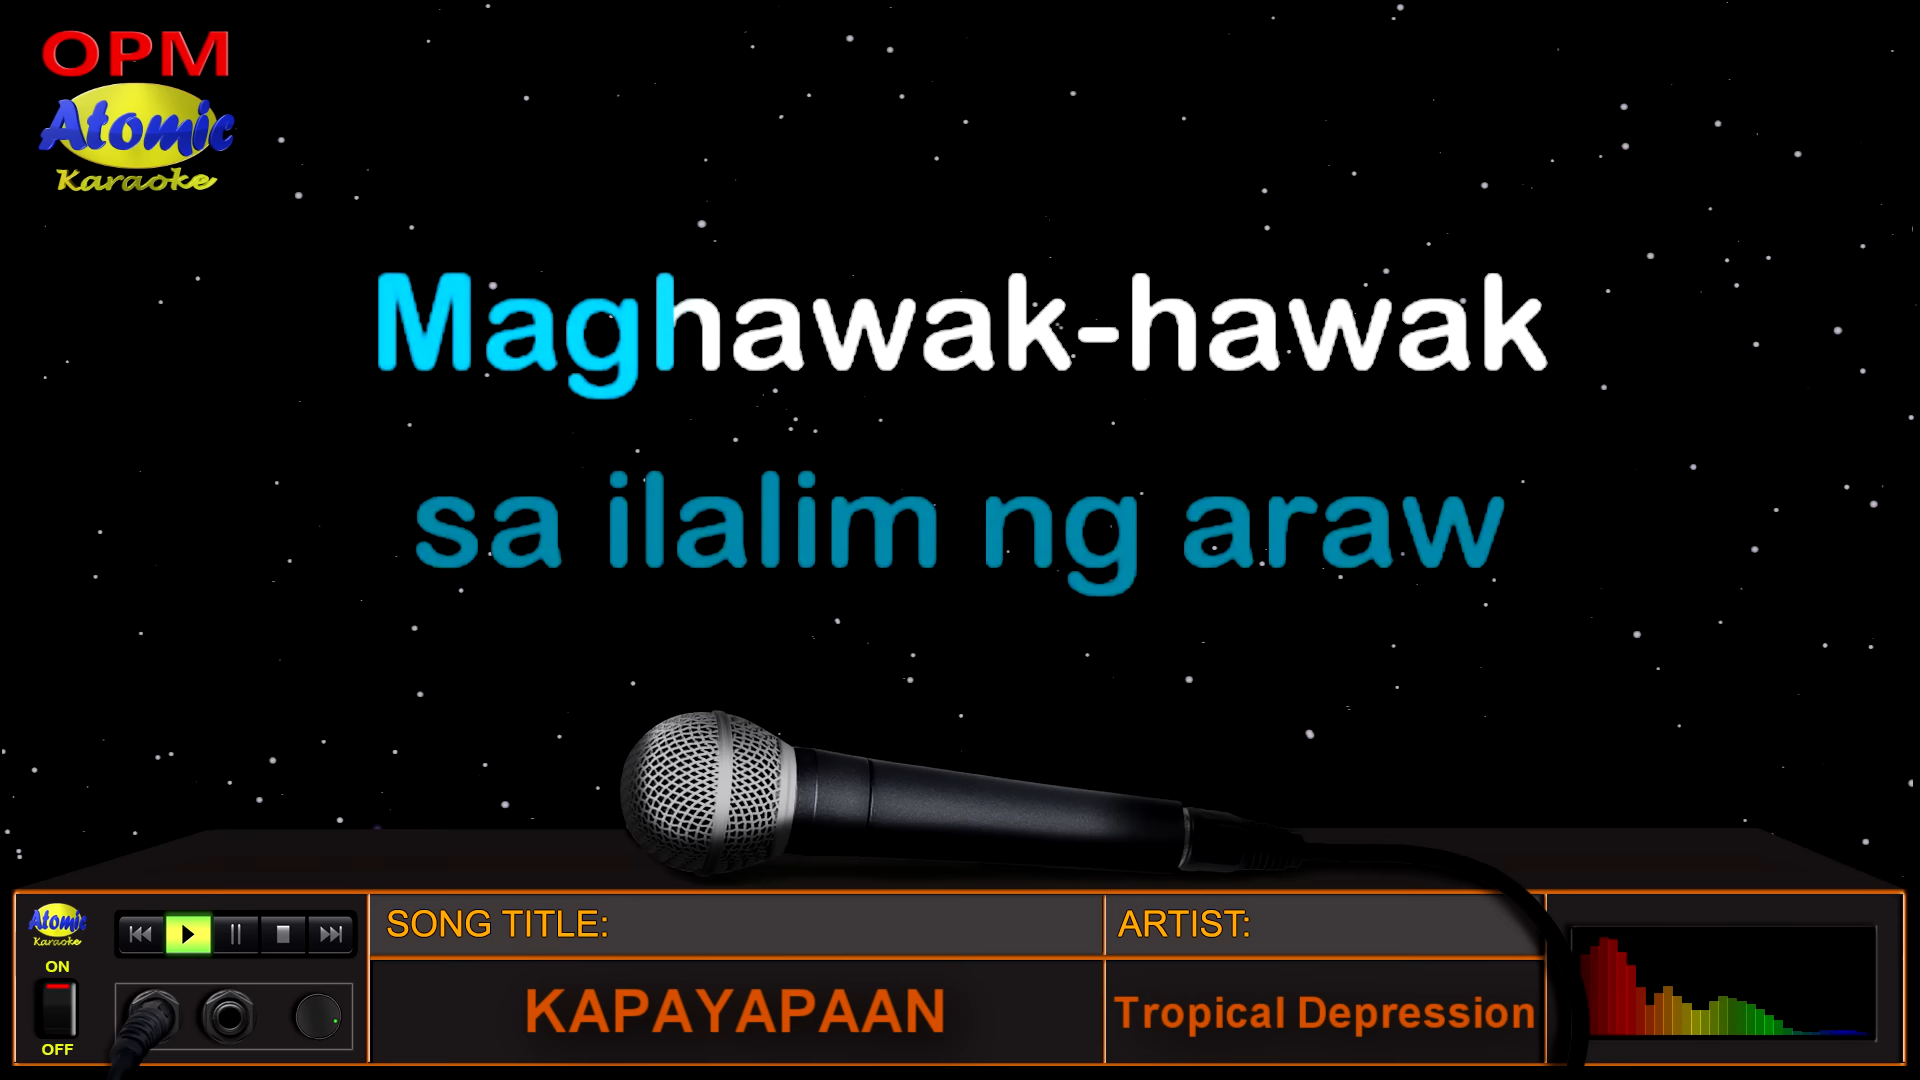 OPM
Atomic
Karaoke
Maghawak-hawak
sa ilalim ng araw
Atomic
Karaoke
ON
OFF
SONG TITLE:
KAPAYAPAAN
ARTIST:
Tropical Depression